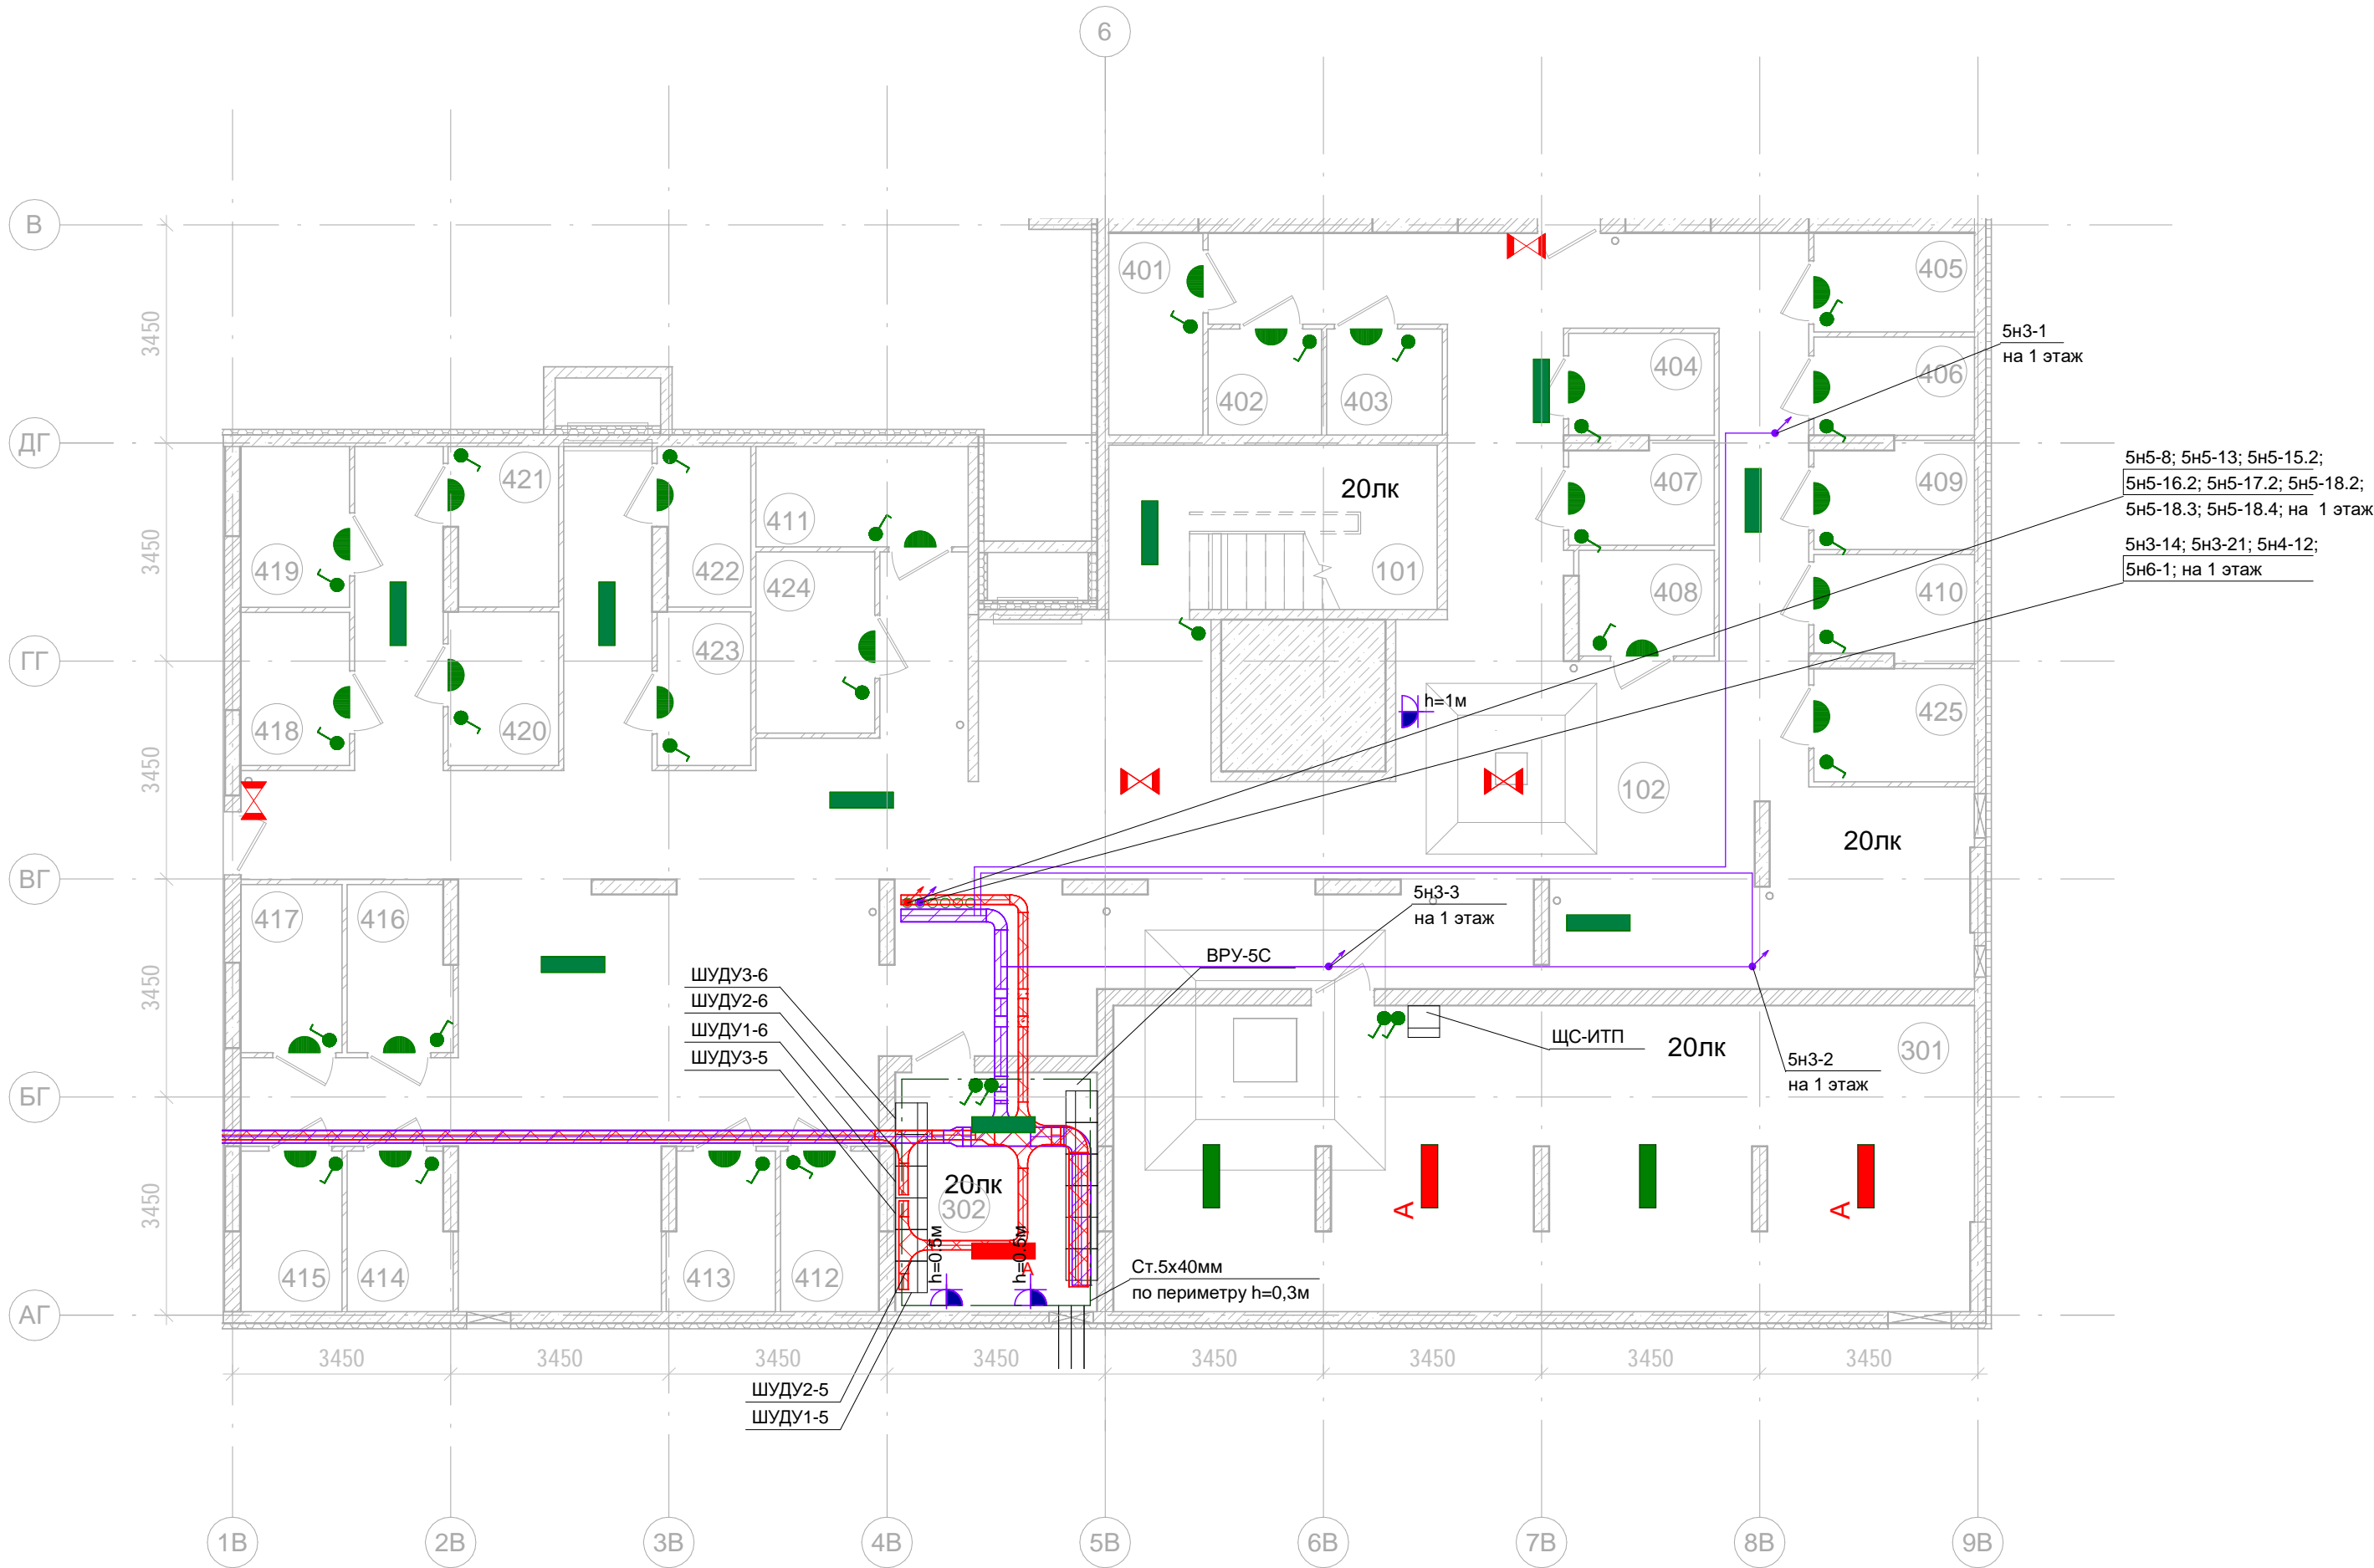 6
В
401
405
5н3-1
на 1 этаж
3450
404
406
402
403
ДГ
5н5-8; 5н5-13; 5н5-15.2;
5н5-16.2; 5н5-17.2; 5н5-18.2;
5н5-18.3; 5н5-18.4; на 1 этаж
421
20лк
407
409
411
3450
5н3-14; 5н3-21; 5н4-12;
5н6-1; на 1 этаж
419
422
424
101
408
410
ГГ
423
h=1м
425
418
420
3450
102
20лк
ВГ
5н3-3
на 1 этаж
417
416
ВРУ-5С
3450
ШУДУ3-6
ШУДУ2-6
ШУДУ1-6
ШУДУ3-5
ЩС-ИТП
20лк
301
5н3-2
на 1 этаж
БГ
20лк
302
А
А
3450
h=0.5м
h=0.5м
А
415
414
413
412
Ст.5х40мм
по периметру h=0,3м
АГ
3450
3450
3450
3450
3450
3450
3450
3450
ШУДУ2-5
ШУДУ1-5
1В
2В
3В
4В
5В
6В
7В
8В
9В